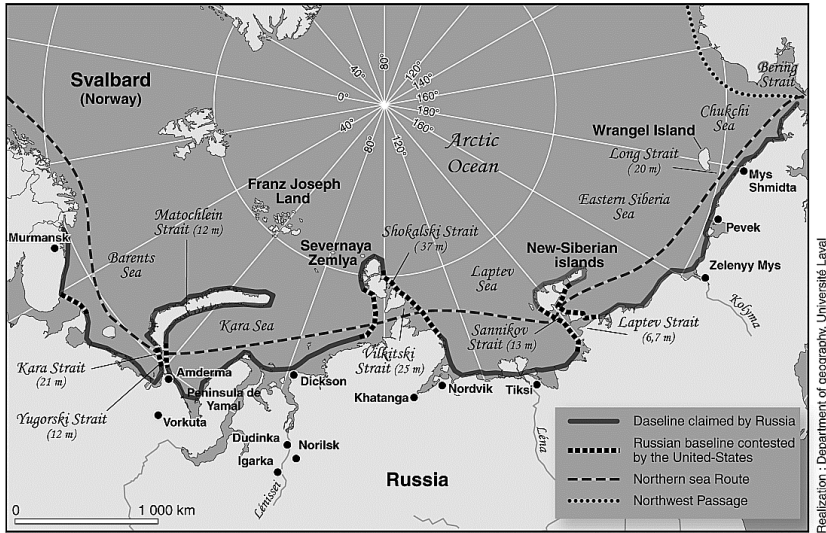 Svalbard
(Norway)
80°
40°
0°
40°
80°
120°
120°
140°
160°
180°
160°
Arctic
Ocean
Bering
Strait
Chukchi
Sea
Wrangel Island
Long Strait
(20 m)
Mys
Shmidta
Eastern Siberia
Sea
Pevek
Zelenyy Mys
Kolyma
Franz Joseph
Land
Matochlein
Strait (12 m)
Murmansk
Barents
Sea
Severnaya
Zemlya
Shokalski Strait
(37 m)
Laptev
Sea
New-Siberian
islands
Kara Sea
Sannikov
Strait (13 m)
Laptev Strait
(6,7 m)
Vilkitski
Strait (25 m)
Kara Strait
(21 m)
Amderma
Peninsula de
Yamal
Yugorski Strait
(12 m)
Vorkuta
Dickson
Khatanga
Nordvik
Tiksi
Dudinka
Norilsk
Igarka
Lénissei
Léna
Russia
Daseline claimed by Russia
Russian baseline contested
by the United-States
Northern sea Route
Northwest Passage
0
1 000 km
Realization : Department of geography, Université Laval